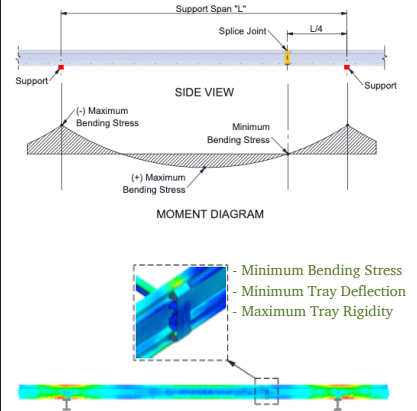 Support Span "L"
Splice Joint
L/4
Support
Support
SIDE VIEW
(-) Maximum
Bending Stress
Minimum
Bending Stress
(+) Maximum
Bending Stress
MOMENT DIAGRAM
- Minimum Bending Stress
- Minimum Tray Deflection
- Maximum Tray Rigidity